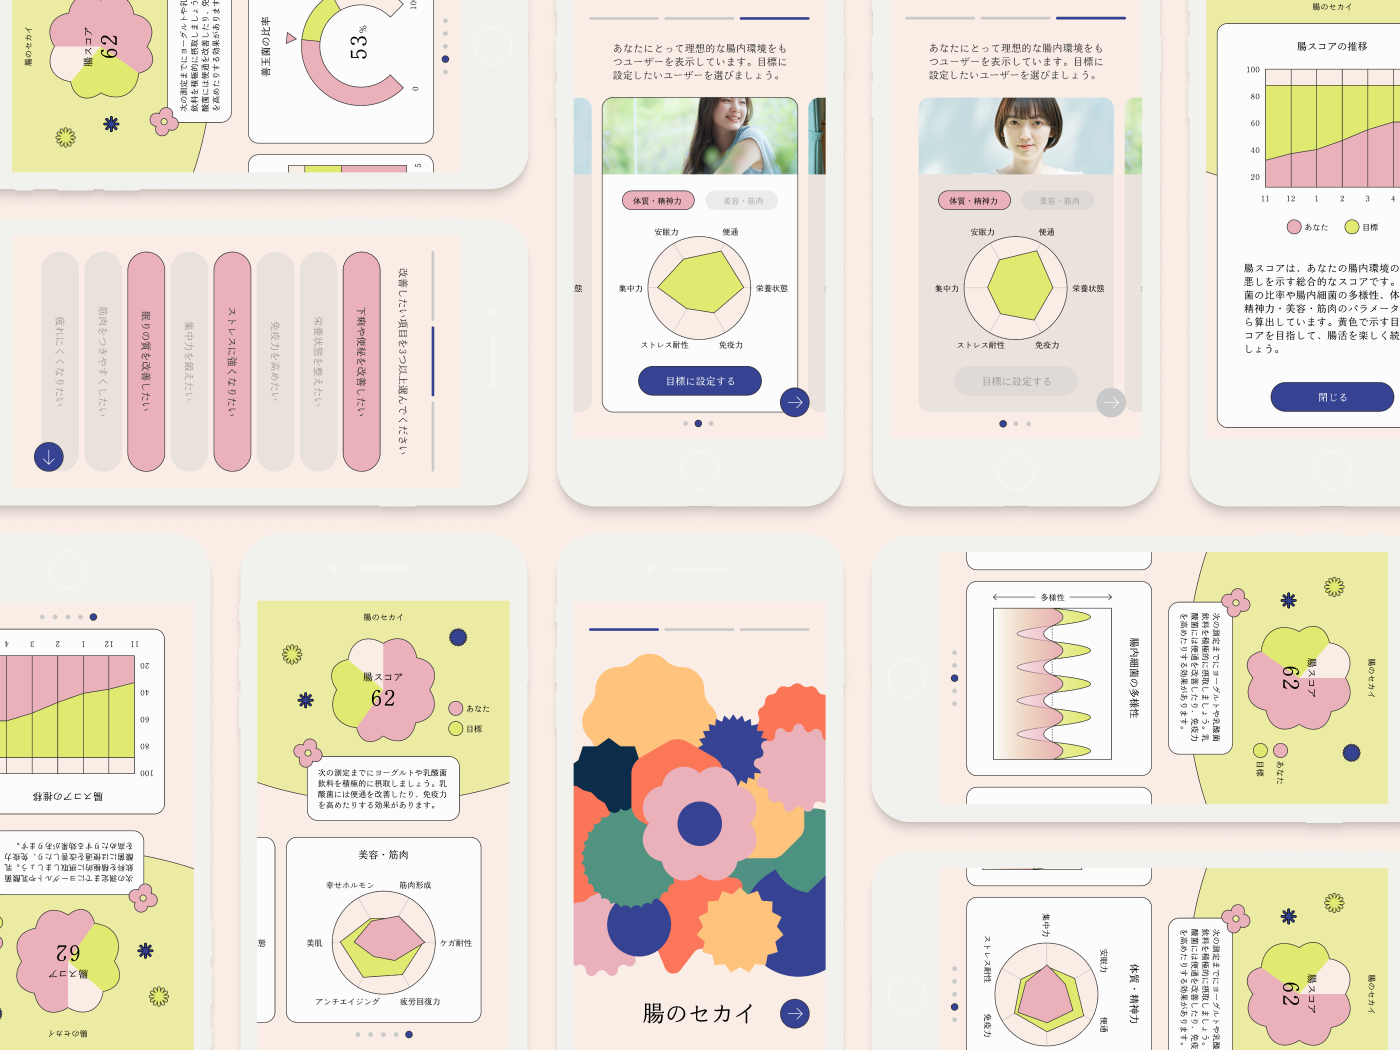 腸のセカイ
腸スコア
62
次の測定までにヨーグルトや乳
飲料を積極的に摂取しましょう
酸菌には便通を改善したり、免
を高めたりする効果があります
善玉菌の比率
53%
0
10
5
あなたにとって理想的な腸内環境をも
つユーザーを表示しています。目標に
設定したいユーザーを選びましょう。
体質・精神力
美容・筋肉
安眠力
便通
集中力
栄養状態
ストレス耐性
免疫力
目標に設定する
態
あなたにとって理想的な腸内環境をも
つユーザーを表示しています。目標に
設定したいユーザーを選びましょう。
体質・精神力
美容・筋肉
安眠力
便通
集中力
栄養状態
ストレス耐性
免疫力
目標に設定する
腸のセカイ
腸スコアの推移
100
80
60
40
20
11 12 1 2 3 4
あなた
目標
腸スコアは、あなたの腸内環境の
悪しを示す総合的なスコアです。
菌の比率や腸内細菌の多様性、体
精神力・美容・筋肉のパラメータ
ら算出しています。黄色で示す目
コアを目指して、腸活を楽しく続
しょう。
閉じる
改善したい項目を3つ以上選んでください
下痢や便秘を改善したい
栄養状態を整えたい
免疫力を高めたい
ストレスに強くなりたい
集中力を鍛えたい
眠りの質を改善したい
筋肉をつきやすくしたい
疲れにくくなりたい
腸のセカイ
腸スコア
62
次の測定までにヨーグルトや乳酸菌
飲料を積極的に摂取しましょう。乳
酸菌には便通を改善したり、免疫力
を高めたりする効果があります。
腸スコアの推移
100
80
60
40
20
11 12 1 2 3 4
腸のセカイ
腸スコア
62
あなた
目標
次の測定までにヨーグルトや乳酸菌
飲料を積極的に摂取しましょう。乳
酸菌には便通を改善したり、免疫力
を高めたりする効果があります。
美容・筋肉
幸せホルモン
筋肉形成
美肌
ケガ耐性
アンチエイジング
疲労回復力
態
腸のセカイ
腸のセカイ
腸スコア
62
あなた
目標
次の測定までにヨーグルトや乳酸菌
飲料を積極的に摂取しましょう。乳
酸菌には便通を改善したり、免疫力
を高めたりする効果があります。
腸内細菌の多様性
多様性
腸のセカイ
腸スコア
62
次の測定までにヨーグルトや乳酸
飲料を積極的に摂取しましょう。
酸菌には便通を改善したり、免疫
を高めたりする効果があります。
体質・精神力
安眠力
便通
集中力
ストレス耐性
免疫力